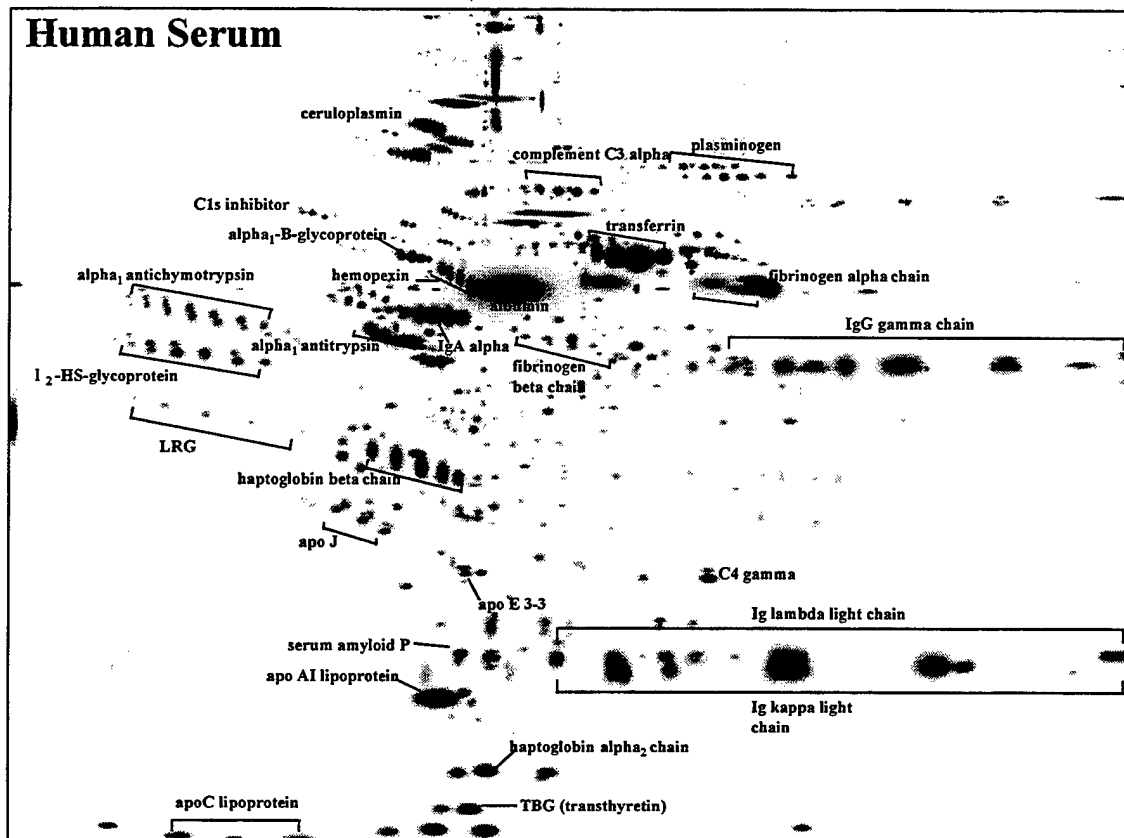 Human Serum
ceruloplasmin
plasminogen
complement C3 alpha
C1s inhibitor
alpha1-B-glycoprotein
transferrin
alpha1 antichymotrypsin
hemopexin
fibrinogen alpha chain
albumin
IgG gamma chain
alpha1 antitrypsin
IgA alpha
fibrinogen
beta chain
l 2-HS-glycoprotein
LRG
haptoglobin beta chain
apo J
C4 gamma
apo E 3-3
Ig lambda light chain
serum amyloid P
apo AI lipoprotein
Ig kappa light
chain
haptoglobin alpha2 chain
TBG (transthyretin)
apoC lipoprotein